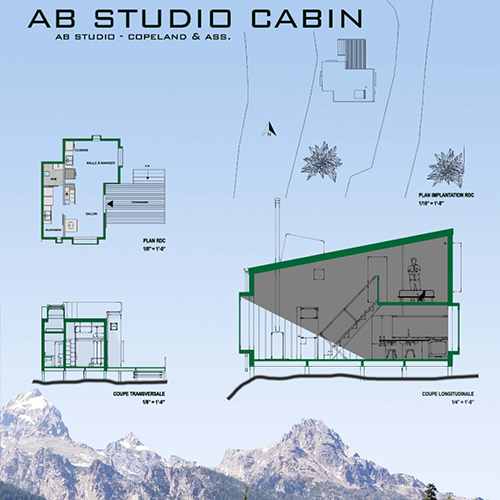 AB STUDIO CABIN
AB STUDIO - COPELAND & ASS.
CUISINE
SALLE À MANGER
SDB
SALON
PLAN RDC
1/8" = 1'-0"
PLAN IMPLANTATION RDC
1/16" = 1'-0"
COUPE TRANSVERSALE
1/8" = 1'-0"
COUPE LONGITUDINALE
1/4" = 1'-0"